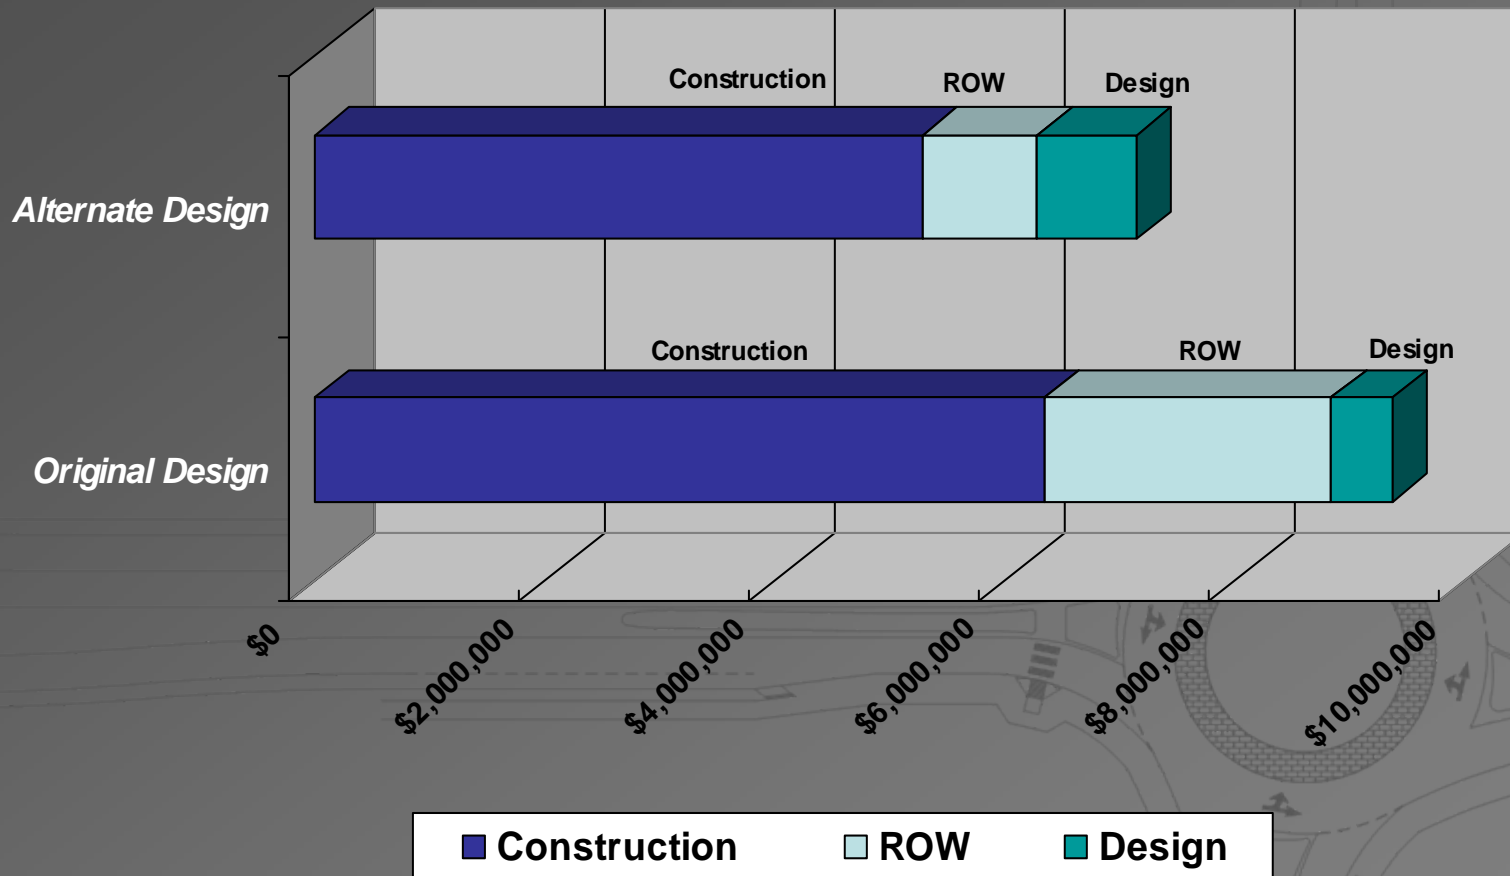 Construction
ROW
Design
Alternate Design
Construction
ROW
Design
Original Design
$0
$2,000,000
$4,000,000
$6,000,000
$8,000,000
$10,000,000
Construction
ROW
Design